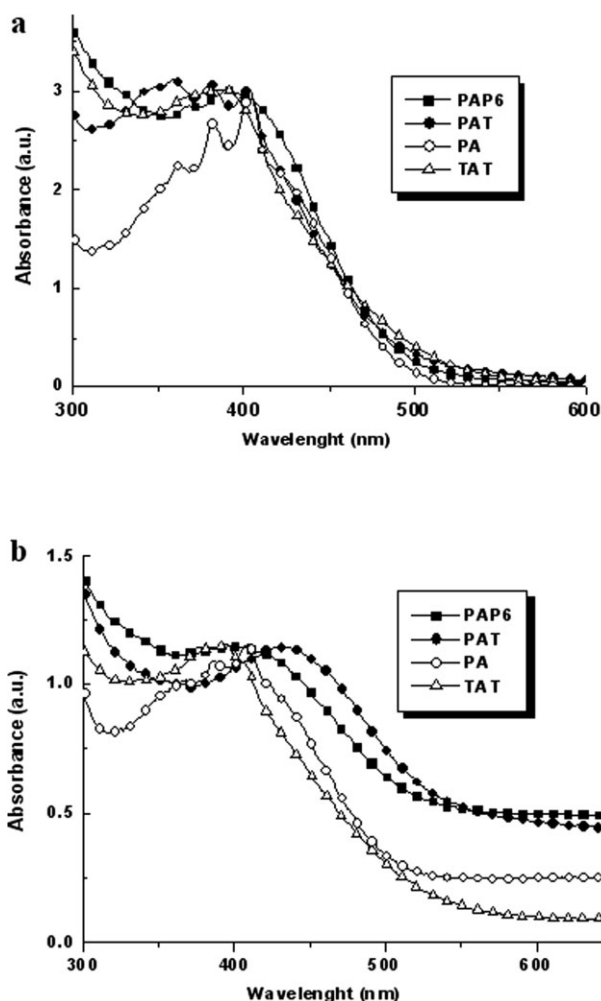 a
3
2
1
0
Absorbance (a.u.)
300
400
500
600
Wavelenght (nm)
PAP6
PAT
PA
TAT
b
1.5
1.0
0.5
0.0
Absorbance (a.u.)
300
400
500
600
Wavelenght (nm)
PAP6
PAT
PA
TAT